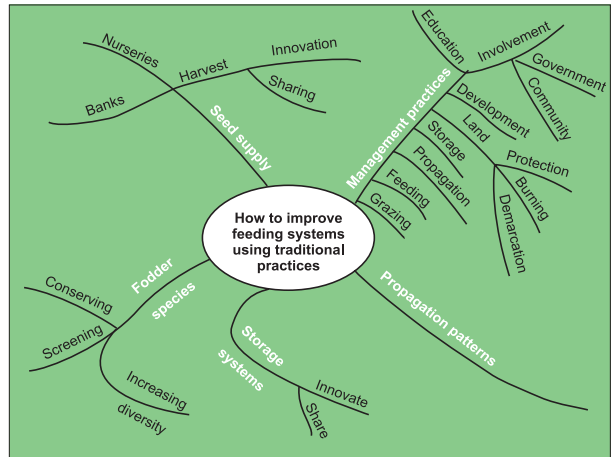 How to improve
feeding systems
using traditional
practices
Seed supply
Nurseries
Banks
Harvest
Innovation
Sharing
Management practices
Education
Involvement
Government
Community
Development
Land
Protection
Burning
Demarcation
Storage
Propagation
Feeding
Grazing
Propagation patterns
Storage
systems
Innovate
Share
Fodder
species
Conserving
Screening
Increasing
diversity